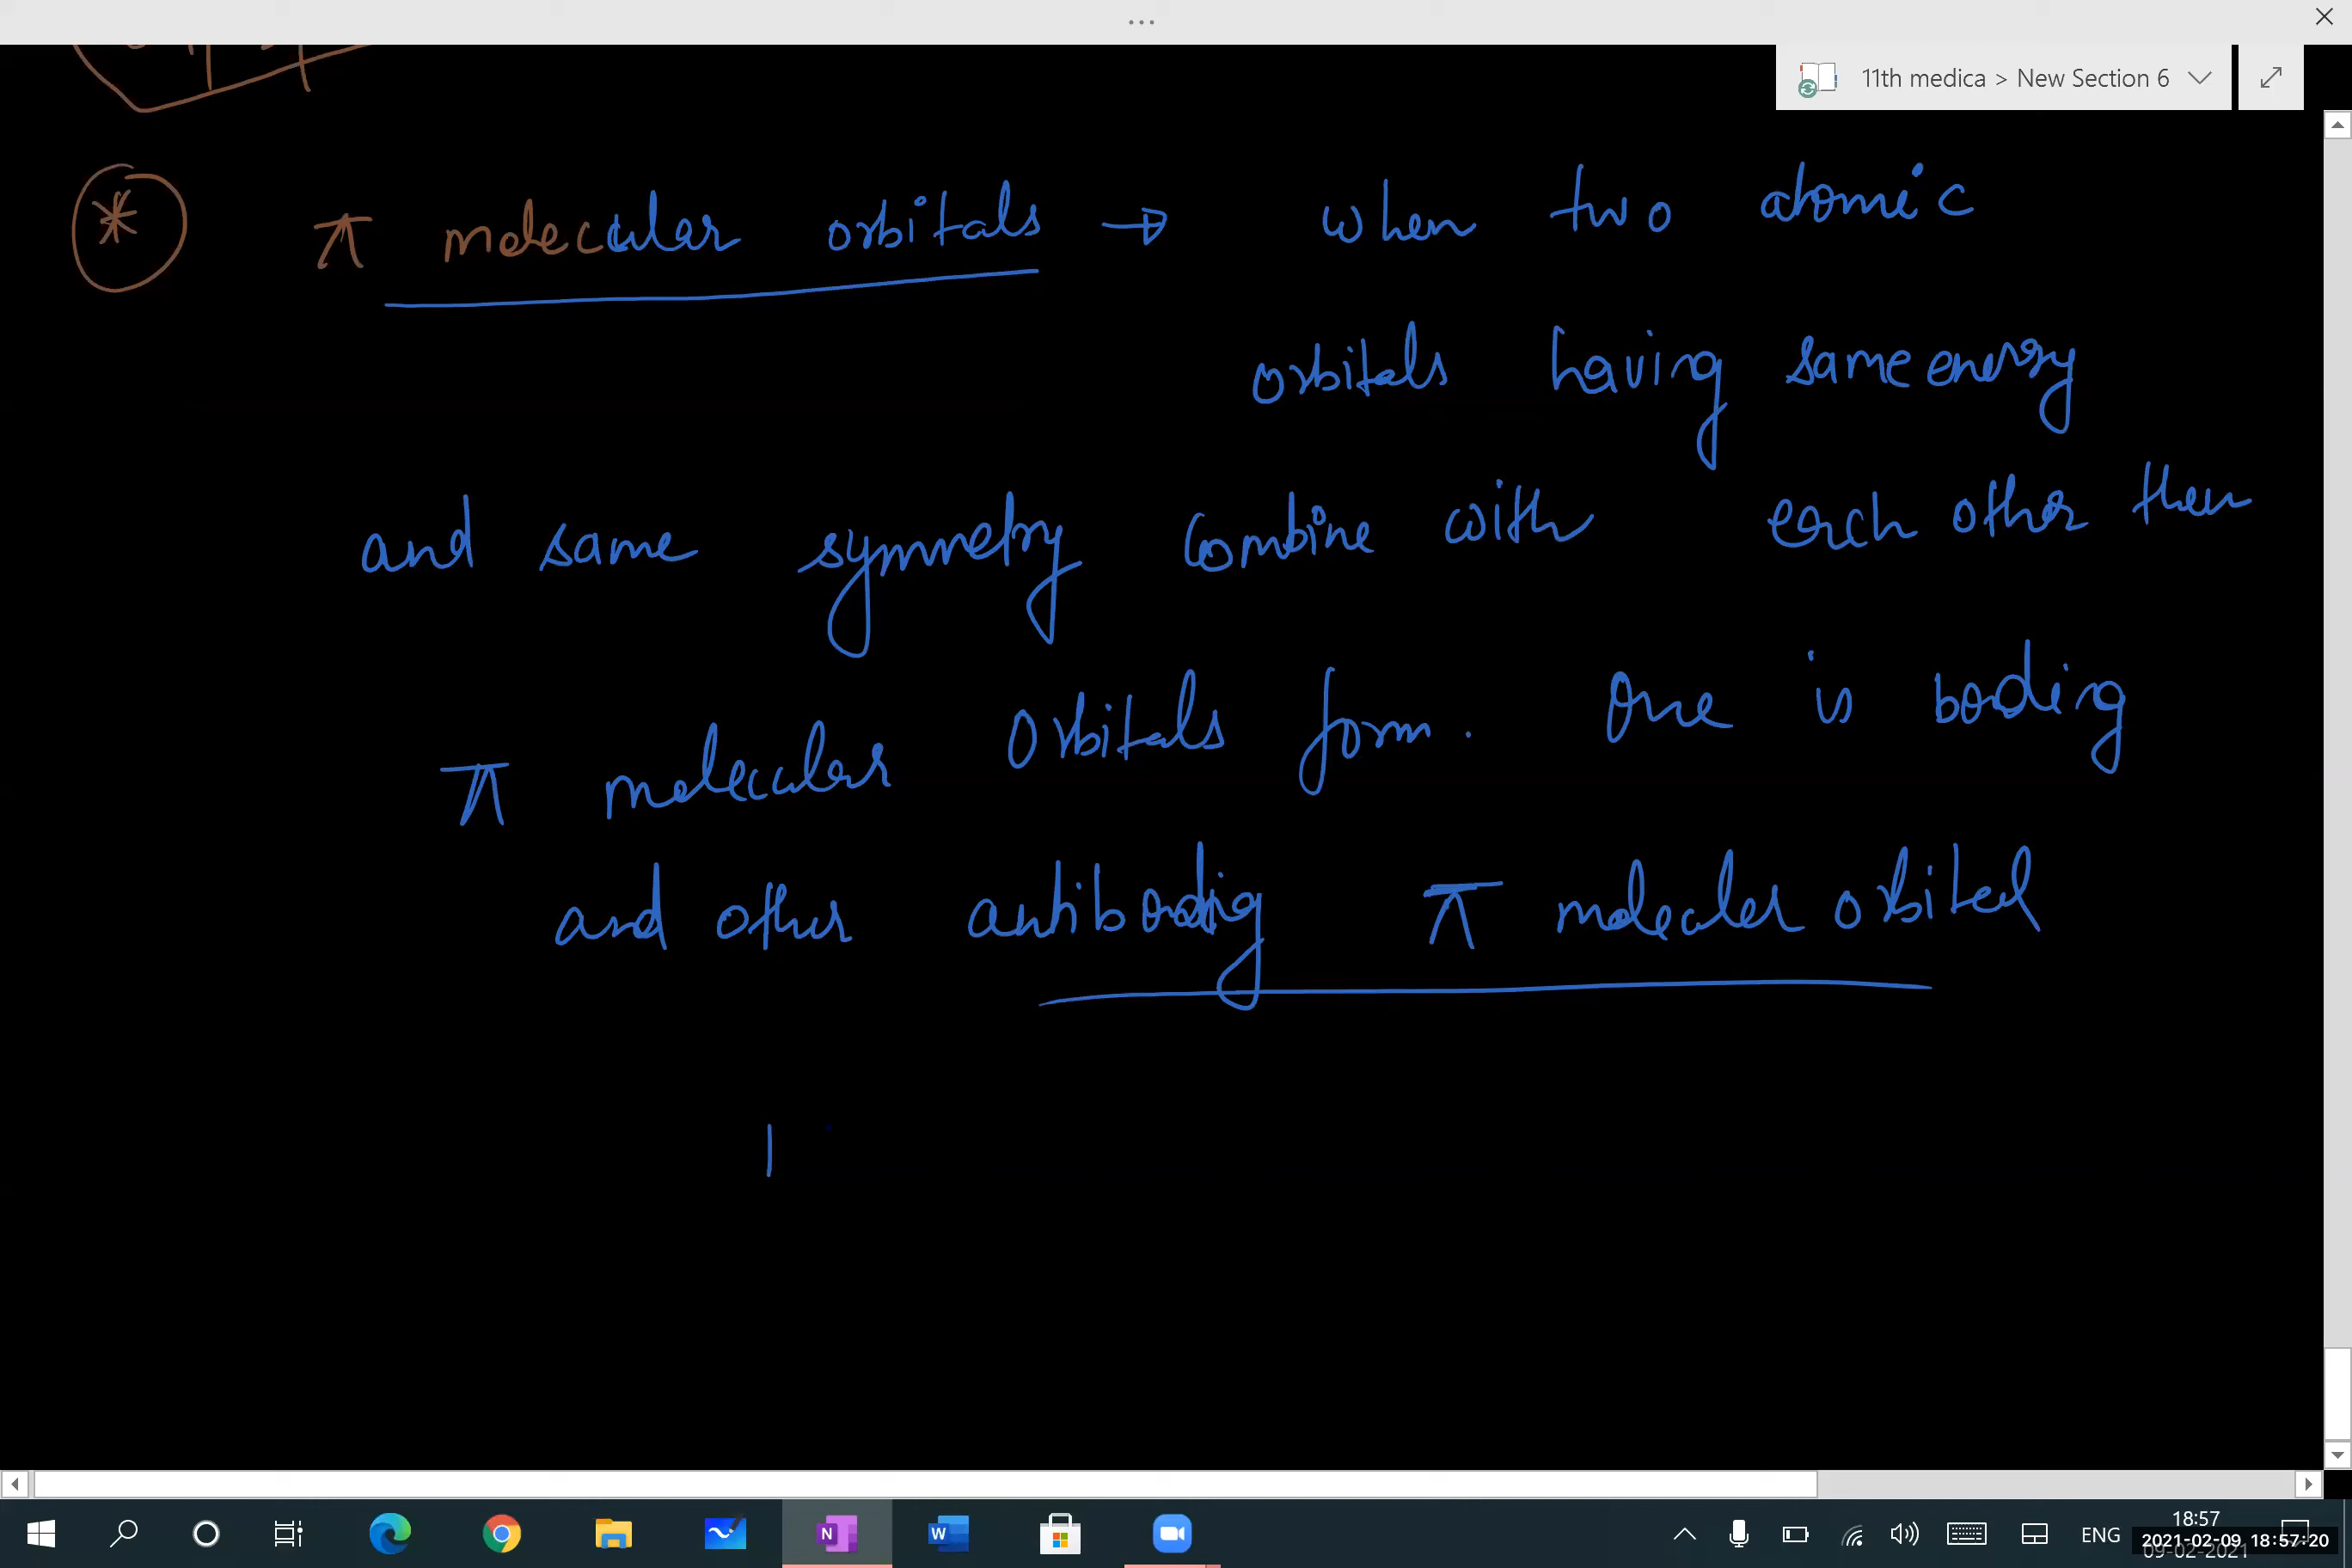 ...
11th medica > New Section 6
π molecular orbitals → when two atomic
orbitals having same energy
and same symmetry combine with each other then
π molecular orbitals form. One is bonding
and other antibonding π molecular orbital
ENG
18:57
09-02-2021
2021-02-09 18:57:20